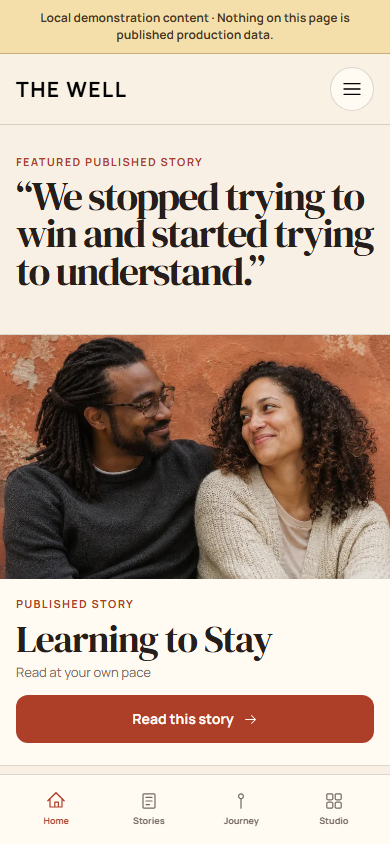 Local demonstration content · Nothing on this page is
published production data.
THE WELL
FEATURED PUBLISHED STORY
“We stopped trying to
win and started trying
to understand.”
PUBLISHED STORY
Learning to Stay
Read at your own pace
Read this story →
Home
Stories
Journey
Studio